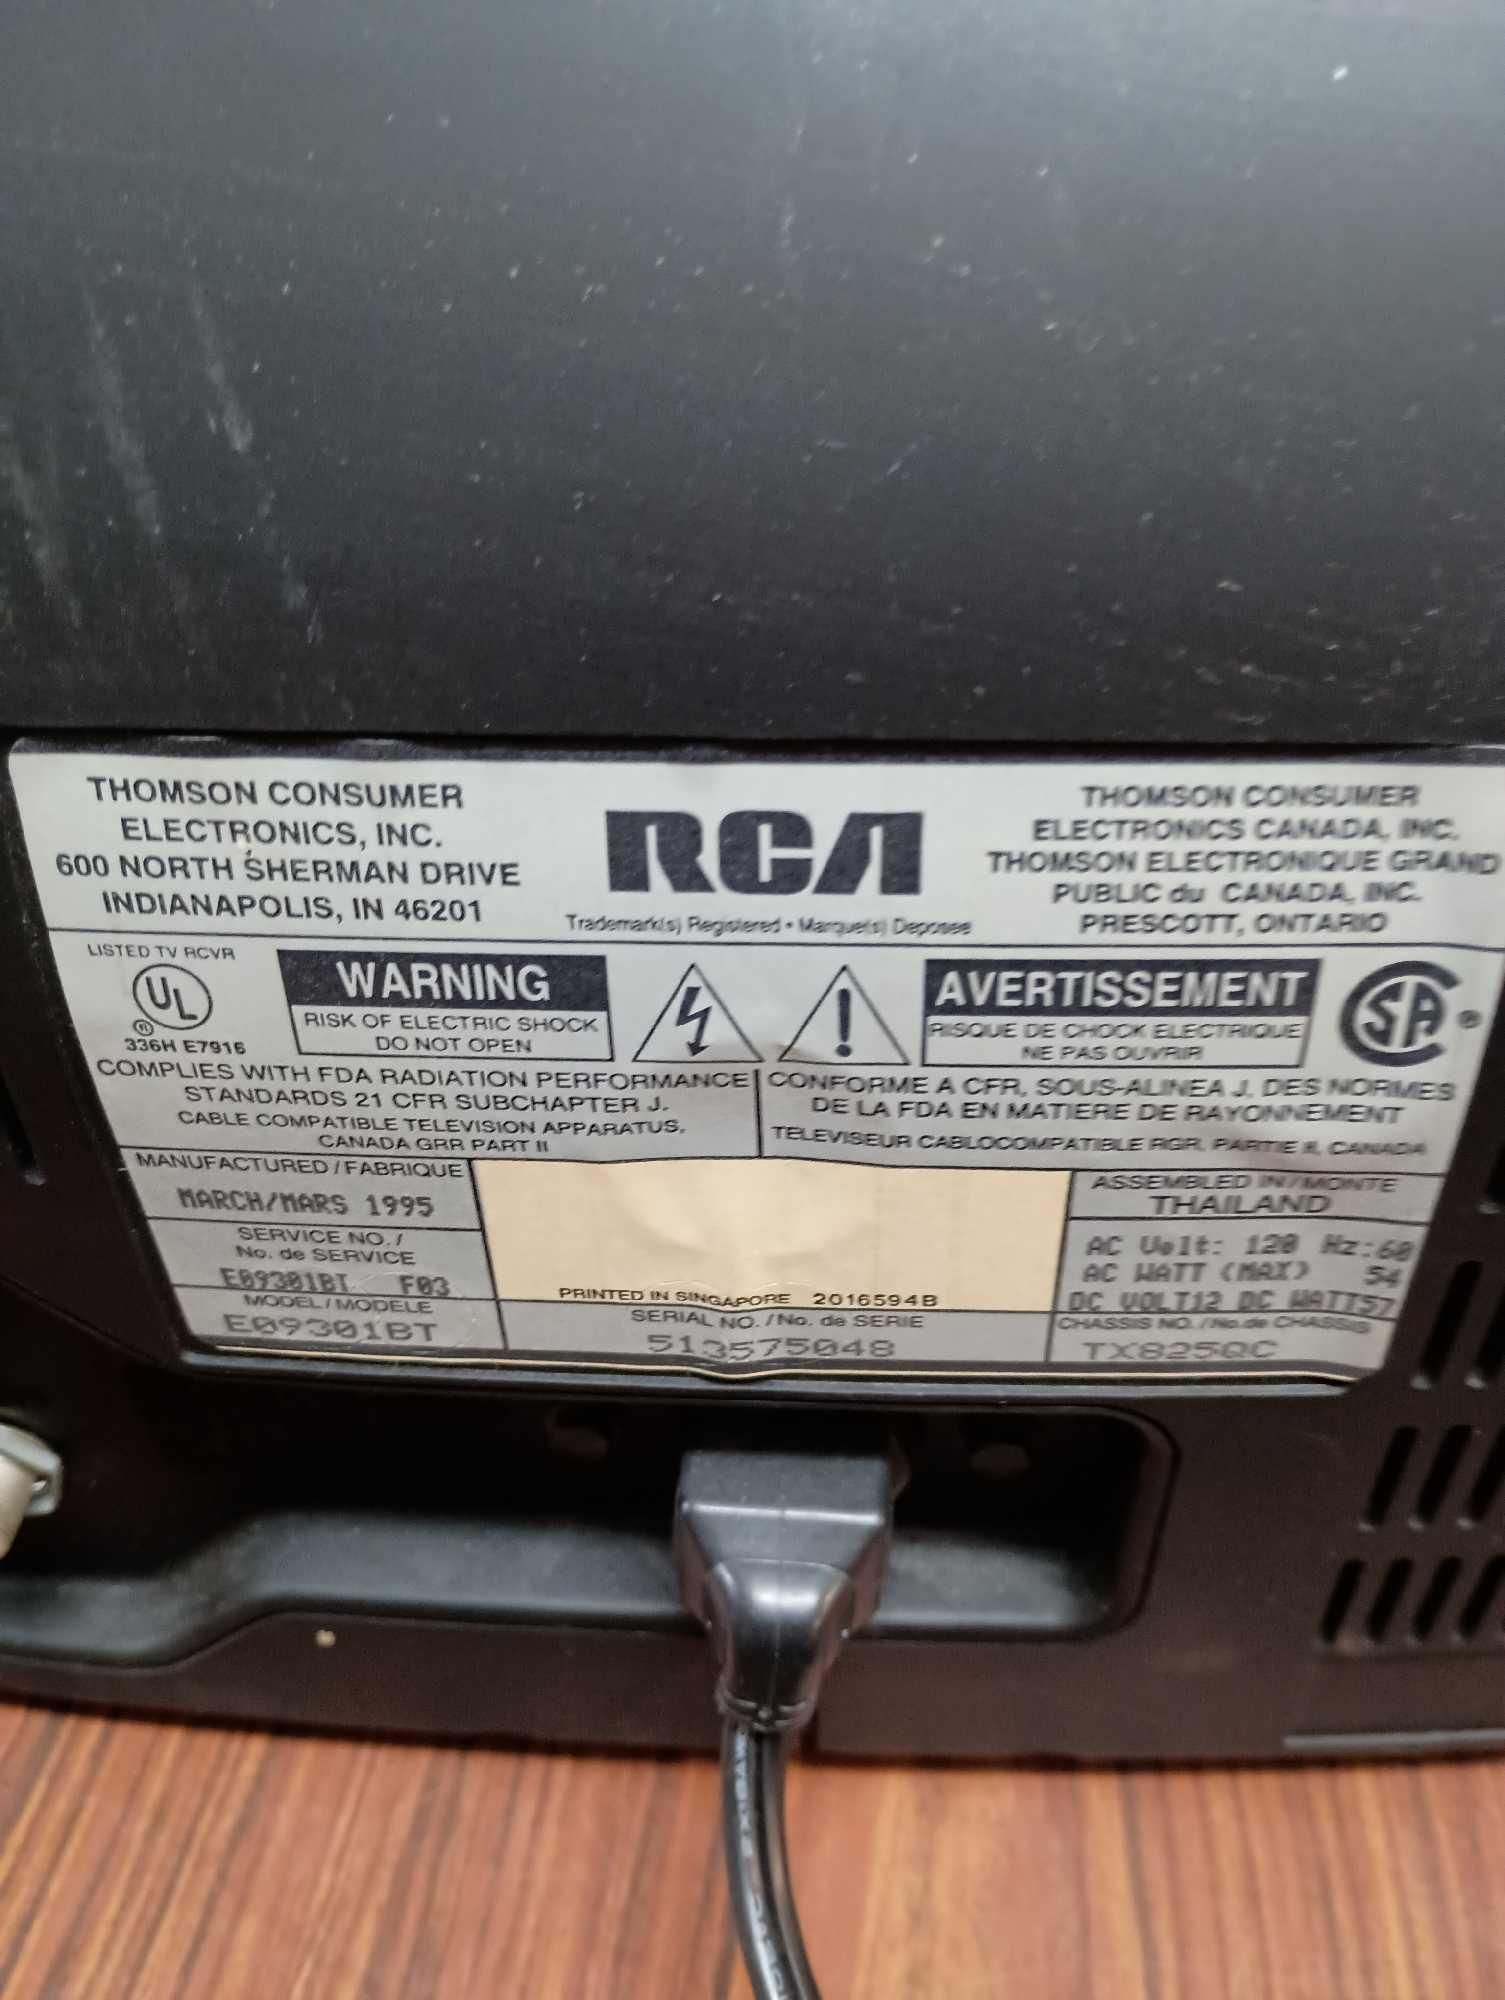 THOMSON CONSUMER
ELECTRONICS, INC.
600 NORTH SHERMAN DRIVE
INDIANAPOLIS, IN 46201
RCA
Trademark(s) Registered • Marque(s) Deposee
THOMSON CONSUMER
ELECTRONICS CANADA, INC.
THOMSON ELECTRONIQUE GRAND
PUBLIC du CANADA, INC.
PRESCOTT, ONTARIO
LISTED TV RCVR
UL
®
336H E7916
WARNING
RISK OF ELECTRIC SHOCK
DO NOT OPEN
AVERTISSEMENT
RISQUE DE CHOCK ELECTRIQUE
NE PAS OUVRIR
SA®
COMPLIES WITH FDA RADIATION PERFORMANCE
STANDARDS 21 CFR SUBCHAPTER J.
CABLE COMPATIBLE TELEVISION APPARATUS,
CANADA GRR PART II
CONFORME A CFR, SOUS-ALINEA J. DES NORMES
DE LA FDA EN MATIERE DE RAYONNEMENT
TELEVISEUR CABLOCOMPATIBLE RGR, PARTIE II, CANADA
MANUFACTURED / FABRIQUE
MARCH/MARS 1995
SERVICE NO. /
No. de SERVICE
E09301BT F03
MODEL / MODELE
E09301BT
PRINTED IN SINGAPORE 2016594B
SERIAL NO. / No. de SERIE
513575048
ASSEMBLED IN / MONTE
THAILAND
AC Volt: 120 Hz:60
AC WATT (MAX) 54
DC VOLT12 DC WATT57
CHASSIS NO. / No.de CHASSIS
TX825QC